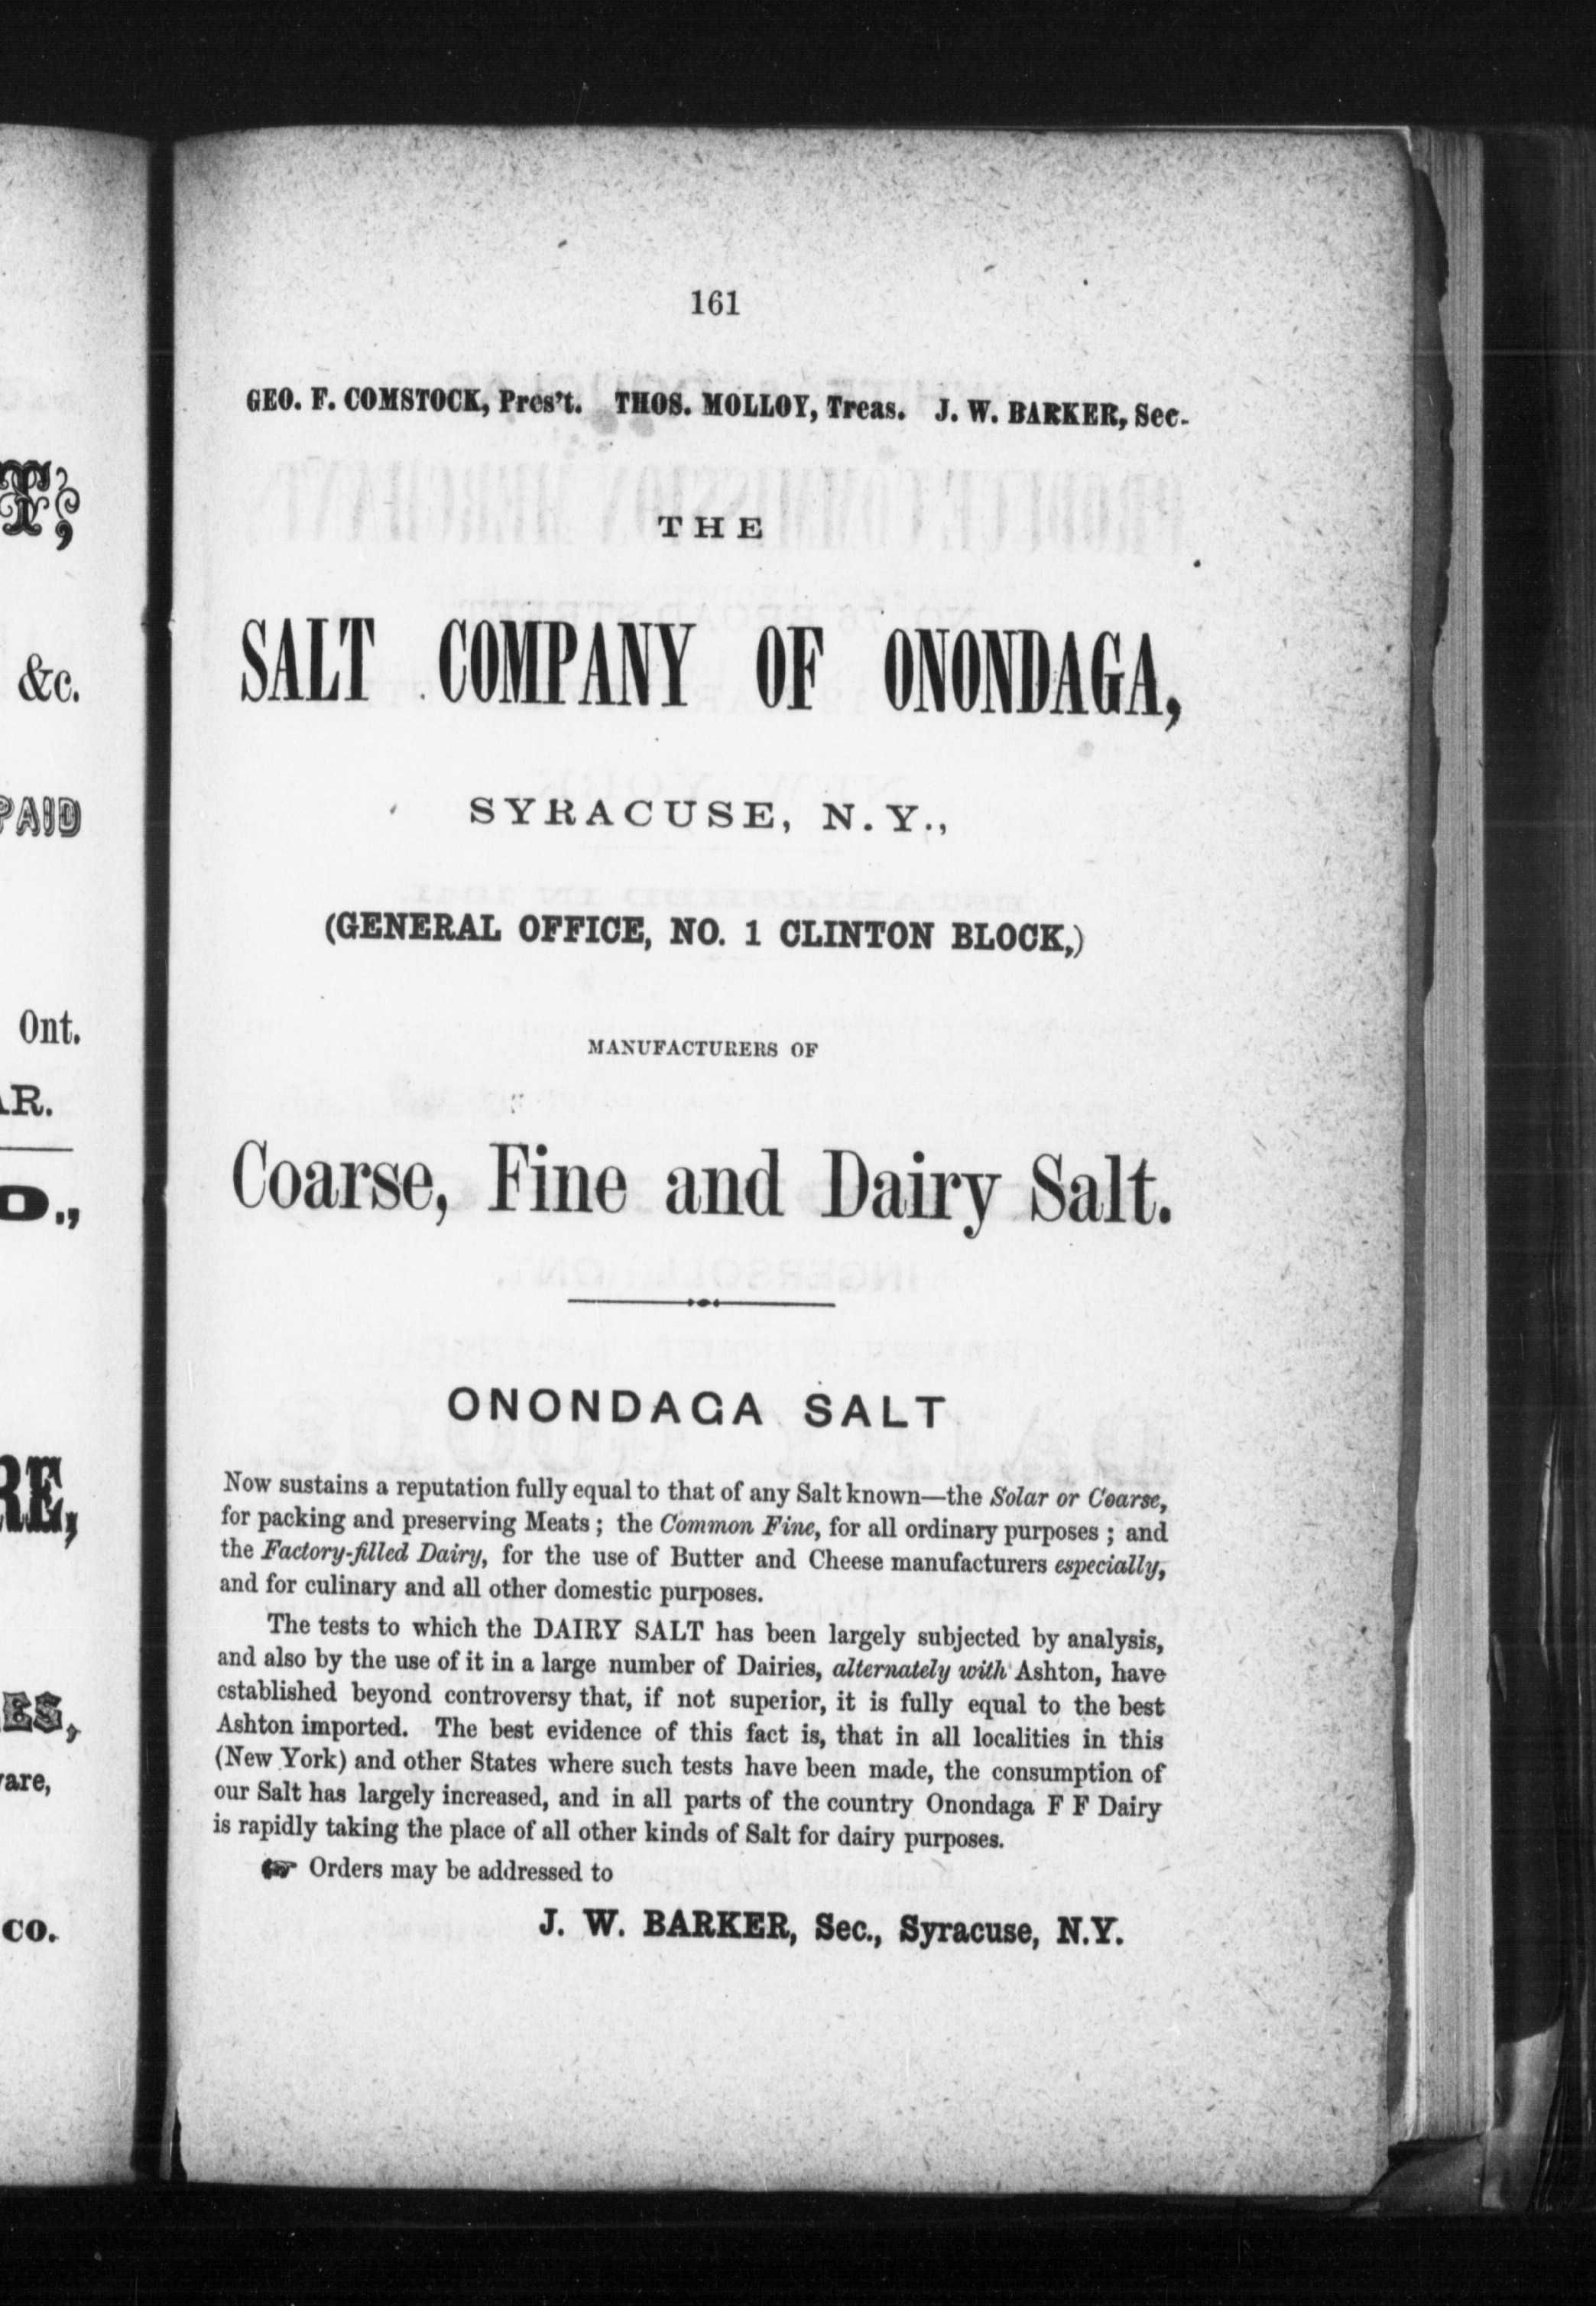 161
GEO. F. COMSTOCK, Pres't. THOS. MOLLOY, Treas. J. W. BARKER, Sec.
THE
SALT COMPANY OF ONONDAGA,
SYRACUSE, N.Y.,
(GENERAL OFFICE, NO. 1 CLINTON BLOCK,)
MANUFACTURERS OF
Coarse, Fine and Dairy Salt.
ONONDAGA SALT
Now sustains a reputation fully equal to that of any Salt known—the Solar or Coarse,
for packing and preserving Meats; the Common Fine, for all ordinary purposes; and
the Factory-filled Dairy, for the use of Butter and Cheese manufacturers especially,
and for culinary and all other domestic purposes.
The tests to which the DAIRY SALT has been largely subjected by analysis,
and also by the use of it in a large number of Dairies, alternately with Ashton, have
established beyond controversy that, if not superior, it is fully equal to the best
Ashton imported. The best evidence of this fact is, that in all localities in this
(New York) and other States where such tests have been made, the consumption of
our Salt has largely increased, and in all parts of the country Onondaga F F Dairy
is rapidly taking the place of all other kinds of Salt for dairy purposes.
☞ Orders may be addressed to
J. W. BARKER, Sec., Syracuse, N.Y.
T;
&c.
PAID
Ont.
AR.
O.,
RE,
ES,
are,
CO.